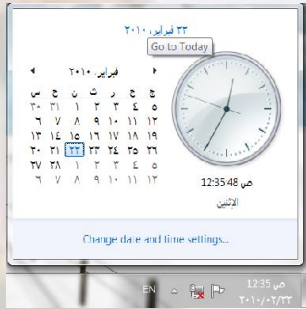 ٢٢ فبراير، ٢٠١٠
Go to Today
فبراير، ٢٠١٠
س ح ن ث ر خ ج
٣٠ ٣١ ١ ٢ ٣ ٤ ٥
٦ ٧ ٨ ٩ ١٠ ١١ ١٢
١٣ ١٤ ١٥ ١٦ ١٧ ١٨ ١٩
٢٠ ٢١ ٢٢ ٢٣ ٢٤ ٢٥ ٢٦
٢٧ ٢٨ ١ ٢ ٣ ٤ ٥
٦ ٧ ٨ ٩ ١٠ ١١ ١٢
12:35:48 ص
الإثنين
Change date and time settings...
EN
12:35 ص
٢٠١٠/٠٢/٢٢